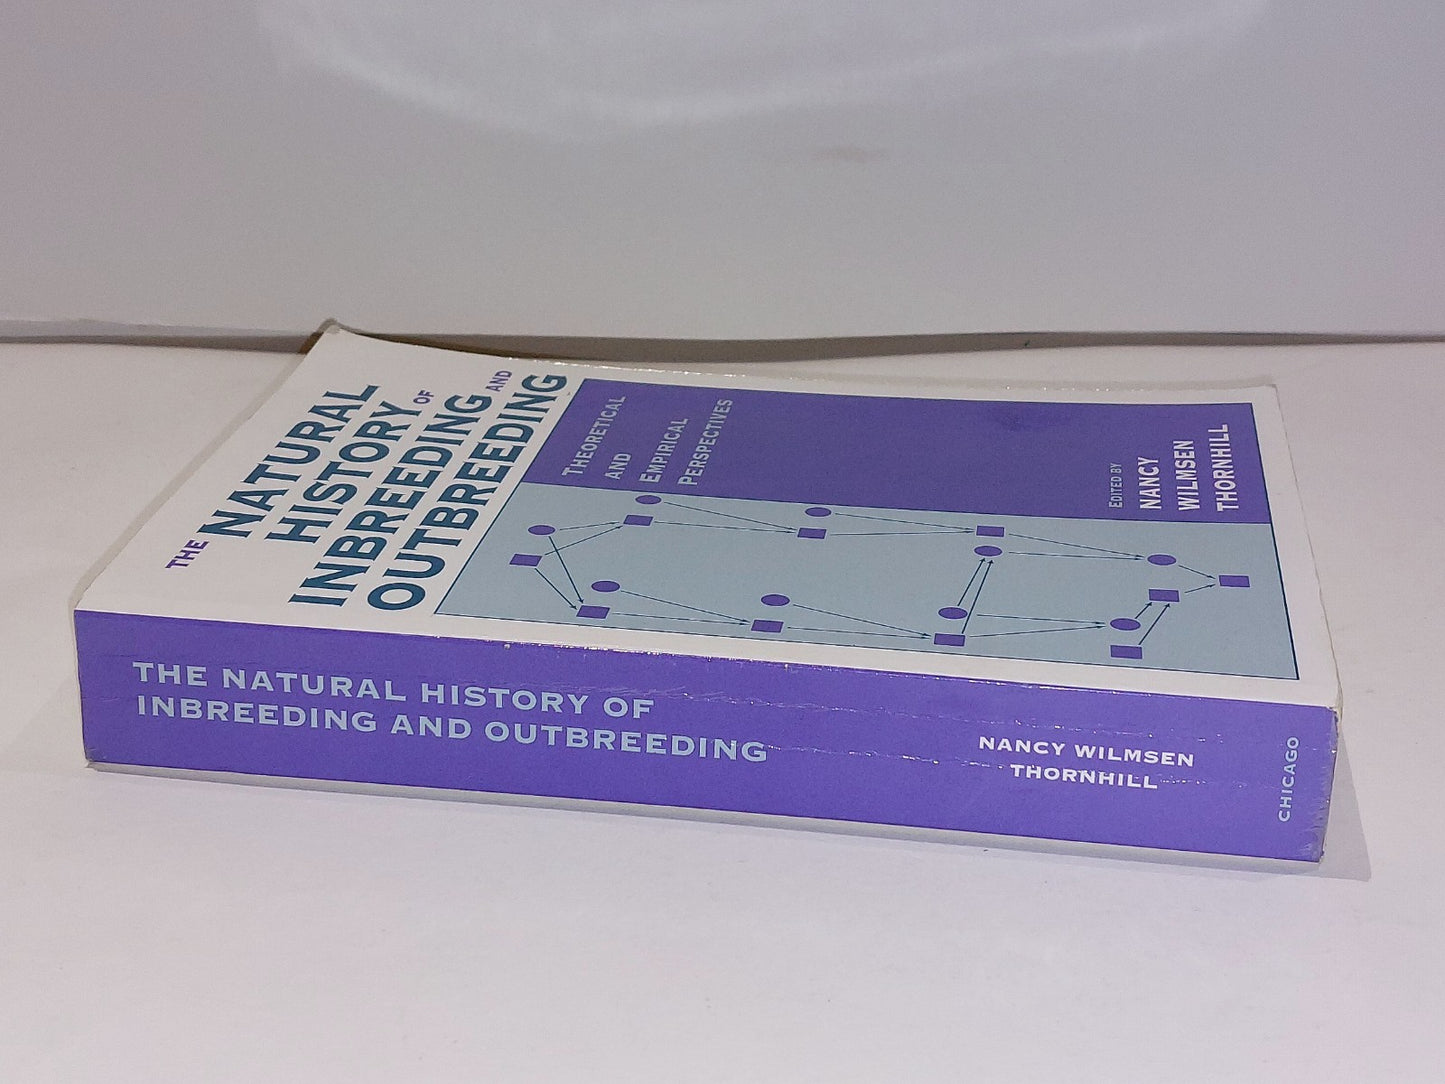 THE
NATURAL
HISTORY OF
INBREEDING AND
OUTBREEDING
THEORETICAL
AND
EMPIRICAL
PERSPECTIVES
EDITED BY
NANCY
WILMSEN
THORNHILL
THE NATURAL HISTORY OF
INBREEDING AND OUTBREEDING
NANCY WILMSEN
THORNHILL
CHICAGO